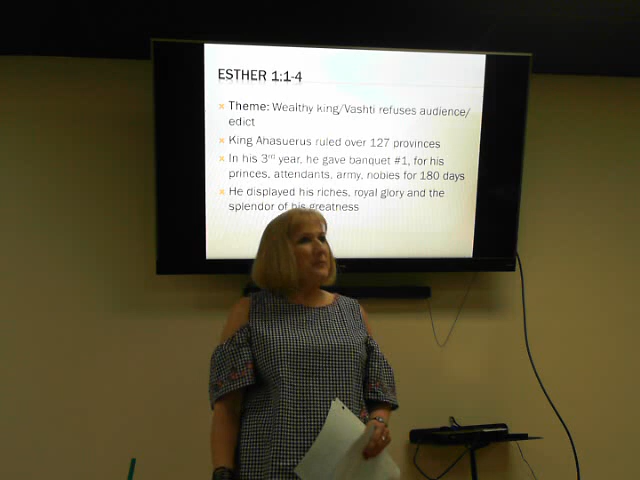 ESTHER 1:1-4
Theme: Wealthy king/Vashti refuses audience/
edict
King Ahasuerus ruled over 127 provinces
In his 3rd year, he gave banquet #1, for his
princes, attendants, army, nobles for 180 days
He displayed his riches, royal glory and the
splendor of his greatness